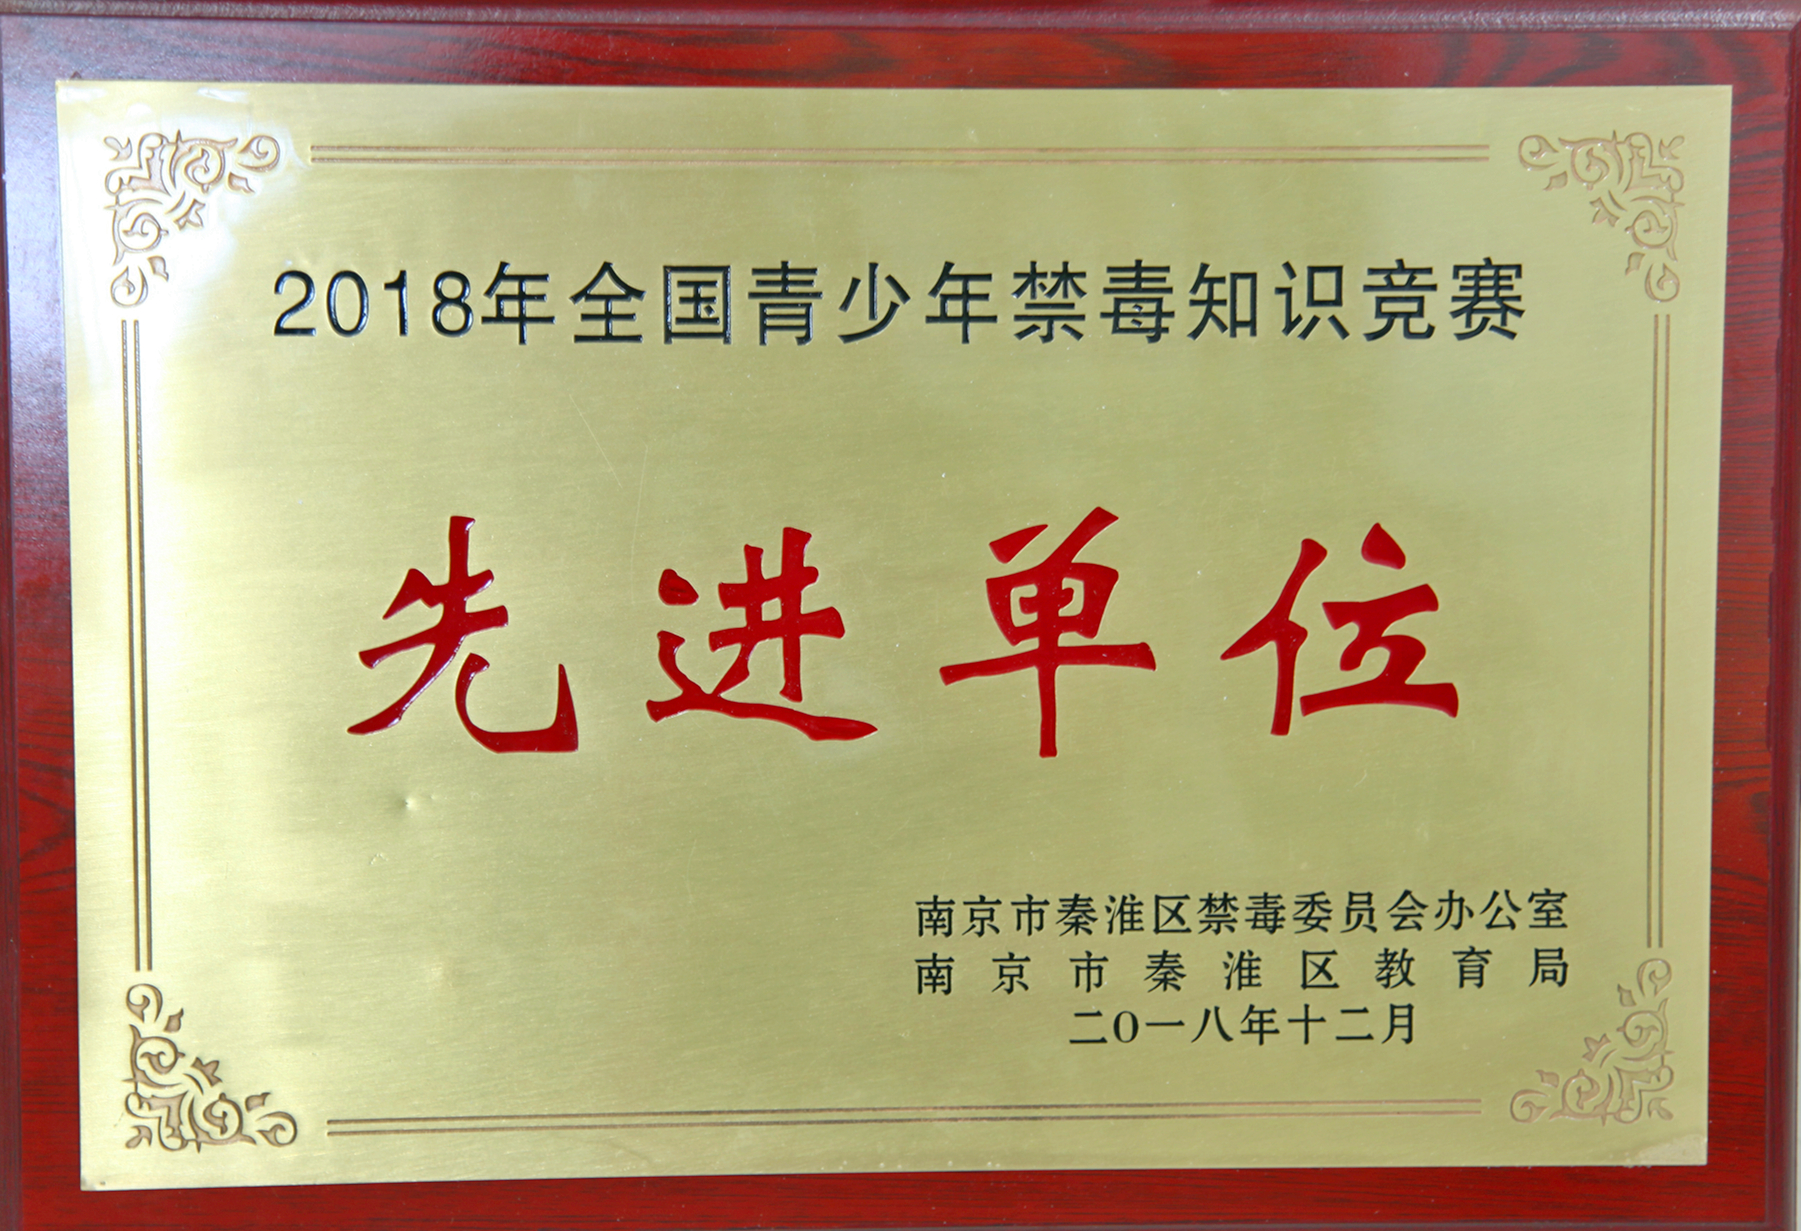 2018年全国青少年禁毒知识竞赛
先进单位
南京市秦淮区禁毒委员会办公室
南京市秦淮区教育局
二O一八年十二月